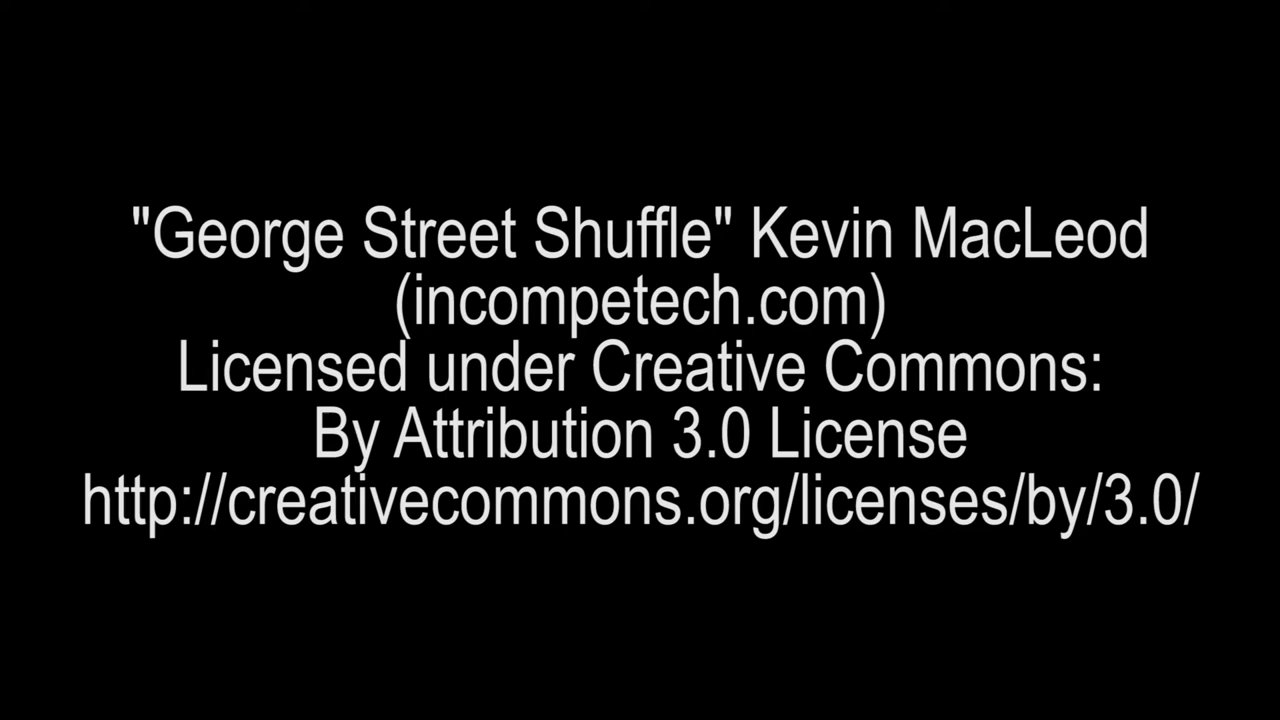 "George Street Shuffle" Kevin MacLeod
(incompetech.com)
Licensed under Creative Commons:
By Attribution 3.0 License
http://creativecommons.org/licenses/by/3.0/